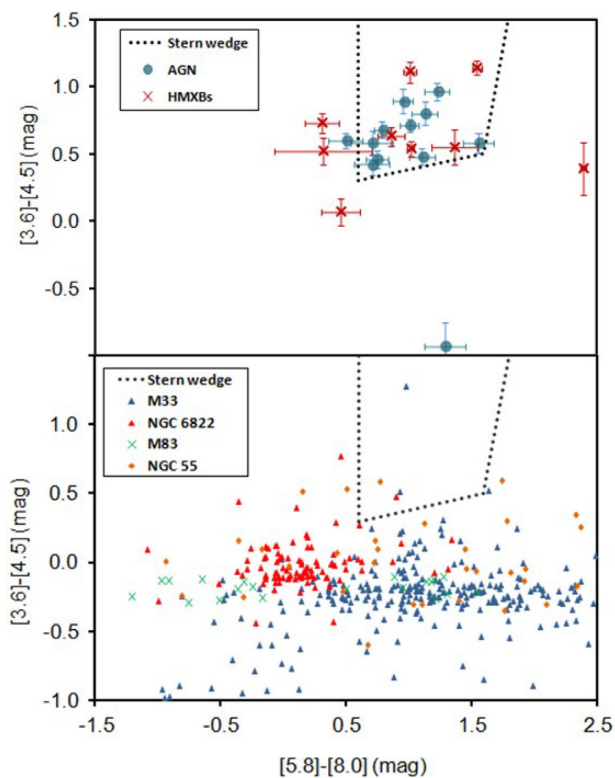 1.5
1.0
0.5
0.0
-0.5
[3.6]-[4.5] (mag)
Stern wedge
AGN
HMXBs
1.0
0.5
0.0
-0.5
-1.0
[3.6]-[4.5] (mag)
Stern wedge
M33
NGC 6822
M83
NGC 55
-1.5 -0.5 0.5 1.5 2.5
[5.8]-[8.0] (mag)